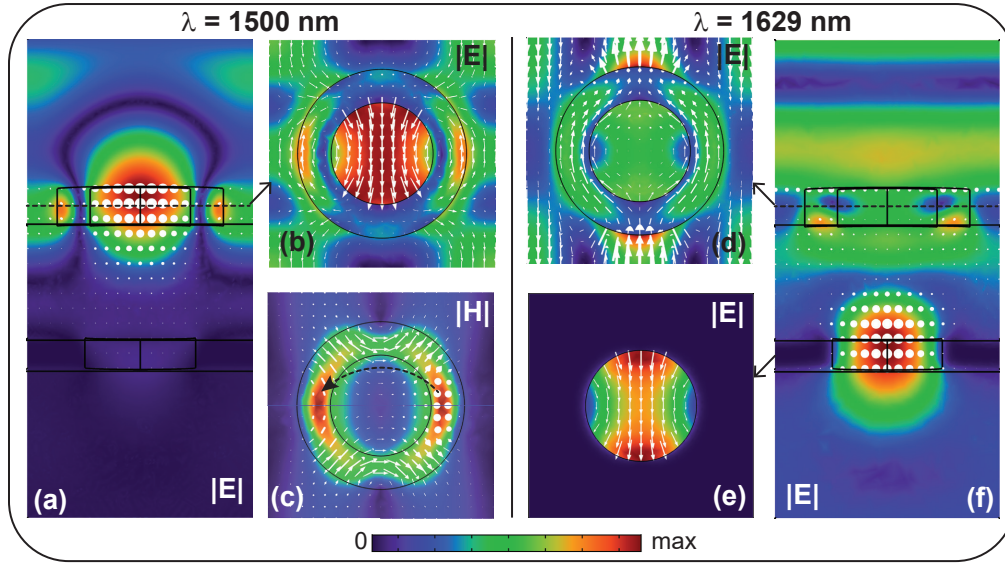 λ = 1500 nm
λ = 1629 nm
|E|
(a)
|E|
(b)
|H|
(c)
|E|
(d)
|E|
(e)
|E|
(f)
0
max